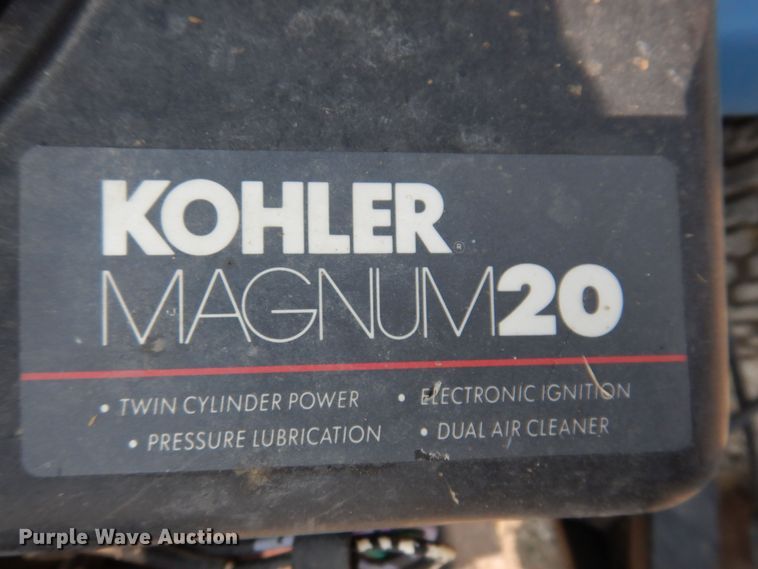 KOHLER®
MAGNUM20
• TWIN CYLINDER POWER • ELECTRONIC IGNITION
• PRESSURE LUBRICATION • DUAL AIR CLEANER
Purple Wave Auction®